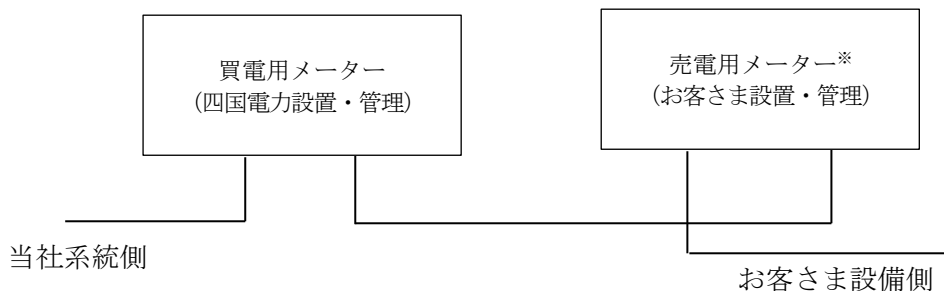 買電用メーター
(四国電力設置・管理)
売電用メーター※
(お客さま設置・管理)
当社系統側
お客さま設備側